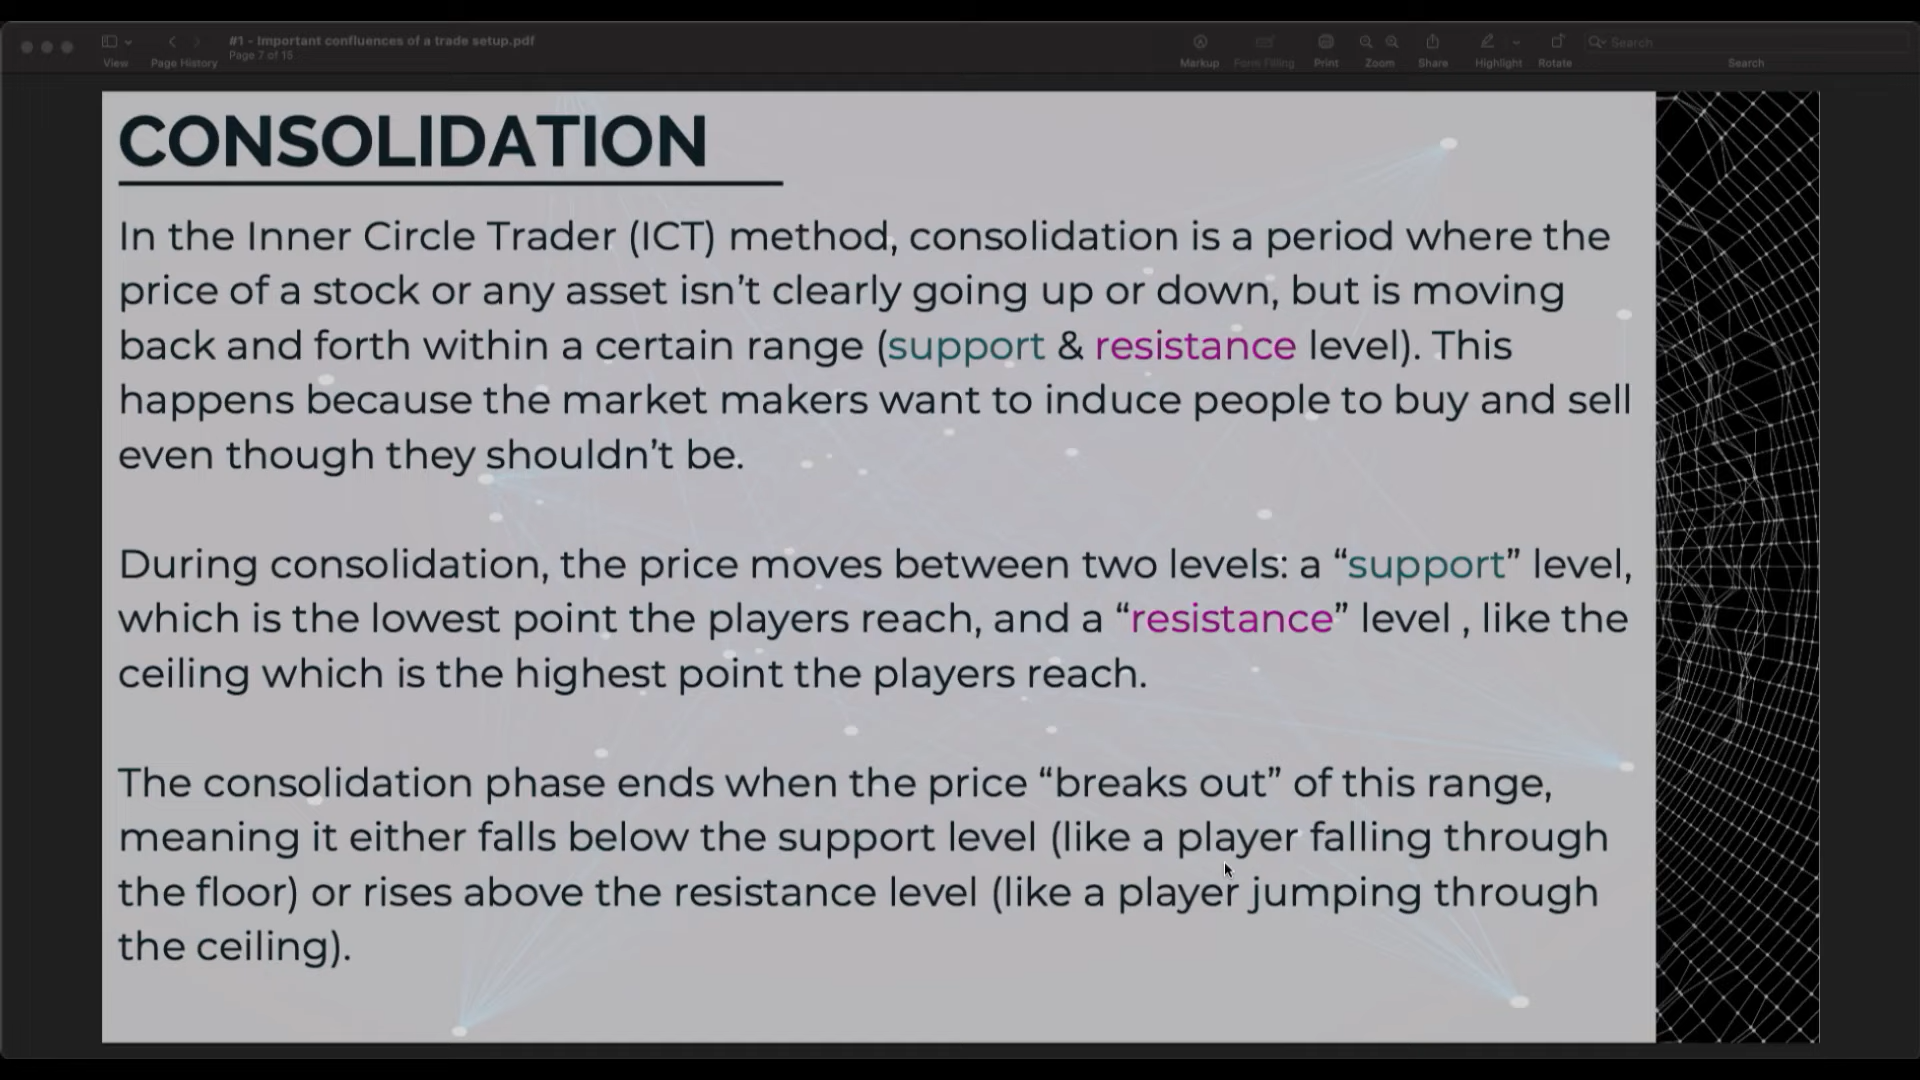 #1 - Important confluences of a trade setup.pdf
Page 7 of 15
View
Page History
Markup
Form Filling
Print
Zoom
Share
Highlight
Rotate
Search
Search
CONSOLIDATION
In the Inner Circle Trader (ICT) method, consolidation is a period where the
price of a stock or any asset isn’t clearly going up or down, but is moving
back and forth within a certain range (support & resistance level). This
happens because the market makers want to induce people to buy and sell
even though they shouldn’t be.
During consolidation, the price moves between two levels: a “support” level,
which is the lowest point the players reach, and a “resistance” level , like the
ceiling which is the highest point the players reach.
The consolidation phase ends when the price “breaks out” of this range,
meaning it either falls below the support level (like a player falling through
the floor) or rises above the resistance level (like a player jumping through
the ceiling).